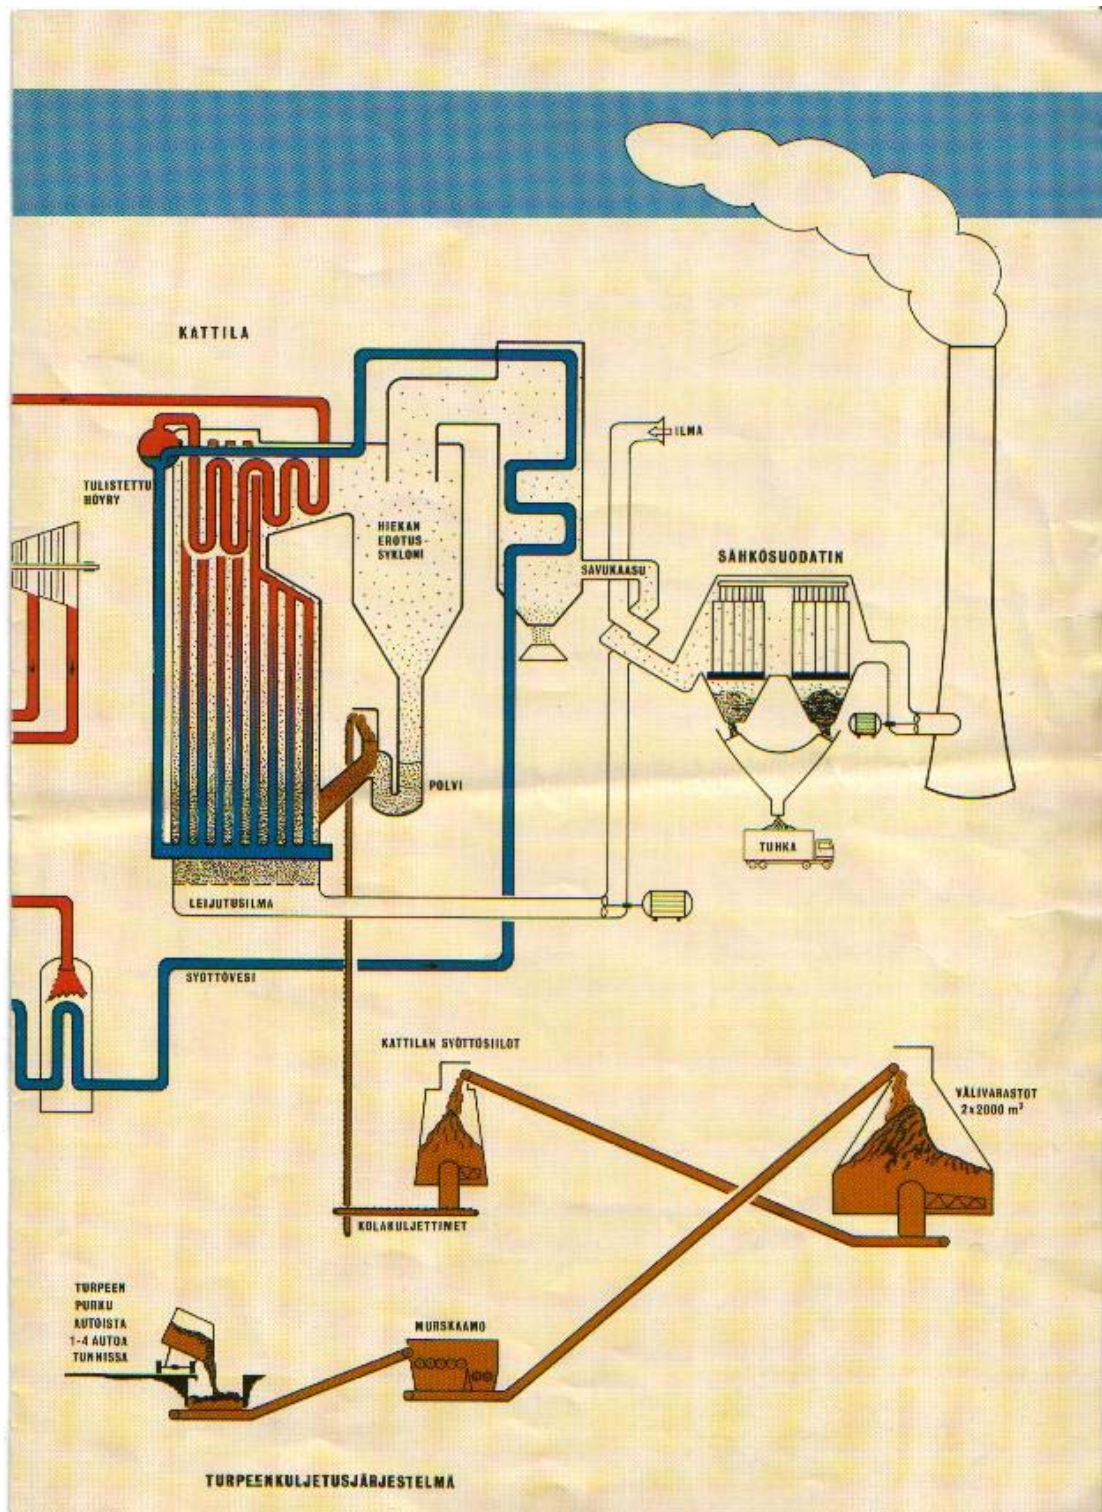 KATTILA
TULISTETTU
HÖYRY
HIEKAN
EROTUS-
SYKLONI
ILMA
SAVUKAASU
SÄHKÖSUODATIN
POLVI
TUHKA
LEIJUTUSILMA
SYÖTTÖVESI
KATTILAN SYÖTTÖSIILOT
VÄLIVARASTOT
2x2000 m³
KOLAKULJETTIMET
TURPEEN
PURKU
AUTOISTA
1-4 AUTOA
TUNNISSA
MURSKAAMO
TURPEENKULJETUSJÄRJESTELMÄ